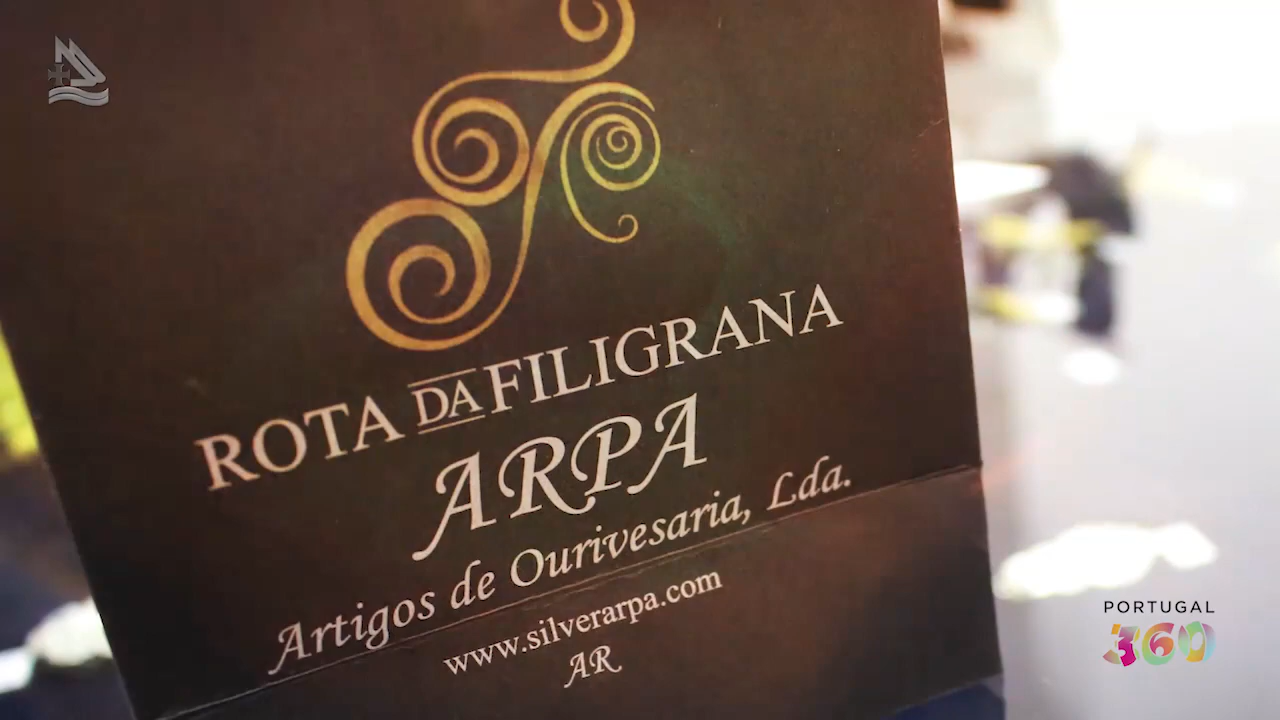 ROTA DA FILIGRANA
ARPA
Artigos de Ourivesaria, Lda.
www.silverarpa.com
AR
PORTUGAL
360